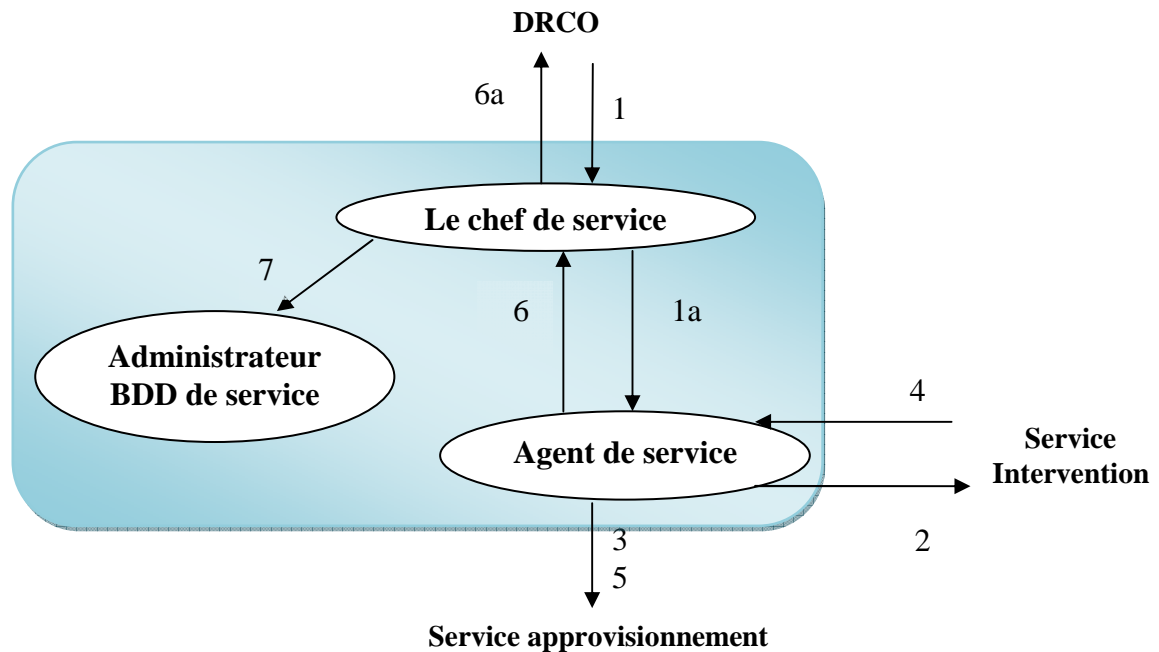 DRCO
6a
1
Le chef de service
7
6
1a
Administrateur
BDD de service
4
Agent de service
Service
Intervention
3
2
5
Service approvisionnement